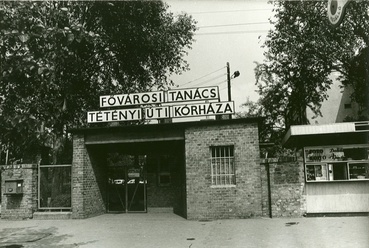 FŐVÁROSI TANÁCS
TÉTÉNYI ÚTI KÓRHÁZA